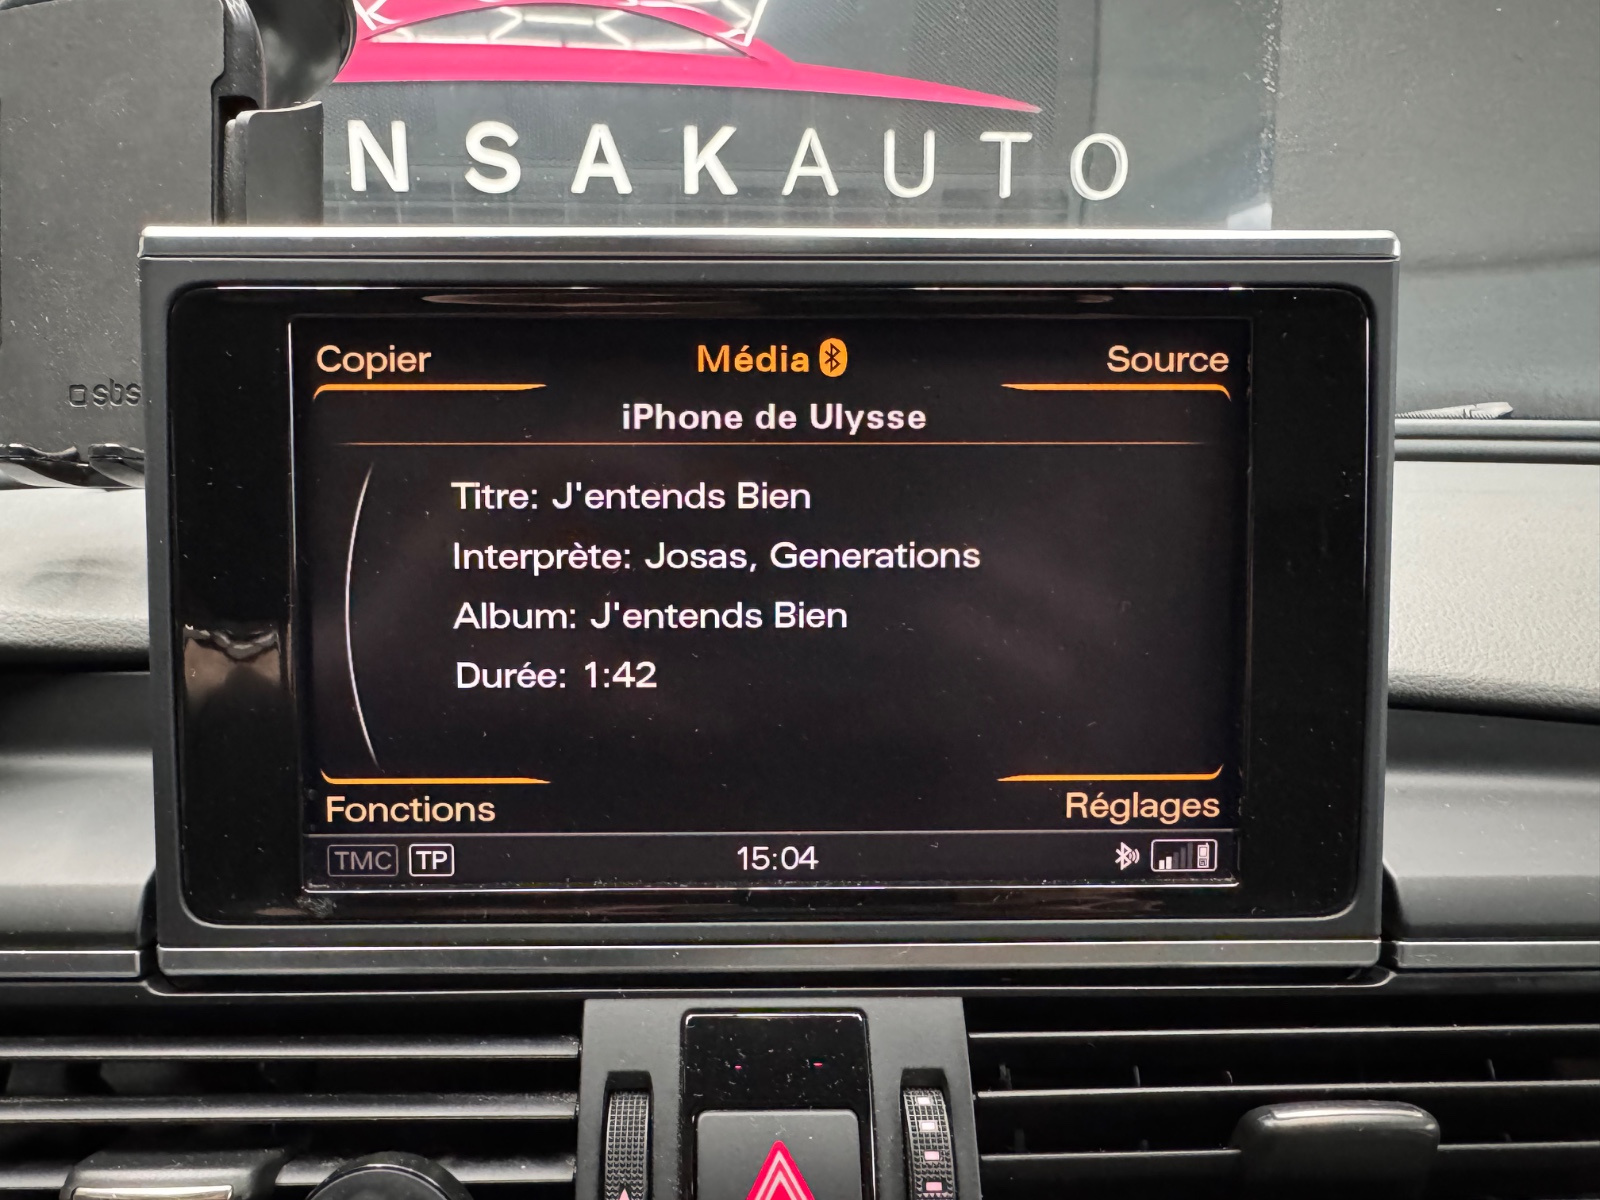 NSAKAUTO
sbs
Copier
Média
Source
iPhone de Ulysse
Titre: J'entends Bien
Interprète: Josas, Generations
Album: J'entends Bien
Durée: 1:42
Fonctions
Réglages
TMC TP
15:04